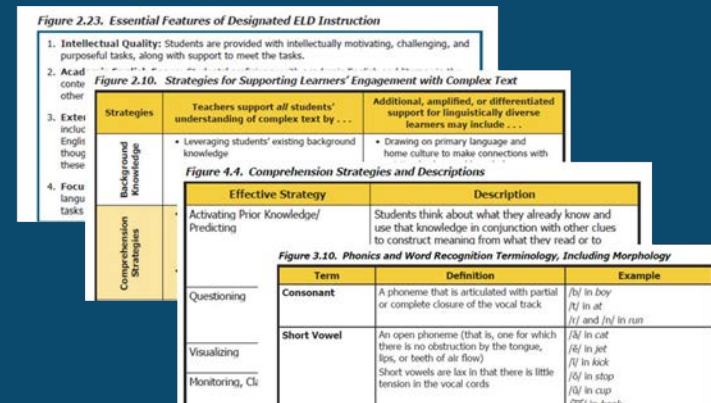 Figure 2.23. Essential Features of Designated ELD Instruction
1. Intellectual Quality: Students are provided with intellectually motivating, challenging, and
purposeful tasks, along with support to meet the tasks.
2.
conte
other
3. Exte
includ
Englis
thoug
these
4. Focu
langu
tasks
Figure 2.10. Strategies for Supporting Learners' Engagement with Complex Text
Strategies
Teachers support all students'
understanding of complex text by . . .
Additional, amplified, or differentiated
support for linguistically diverse
learners may include . . .
Background
Knowledge
• Leveraging students' existing background
knowledge
• Drawing on primary language and
home culture to make connections with
Comprehension
Strategies
Figure 4.4. Comprehension Strategies and Descriptions
Effective Strategy
Description
Activating Prior Knowledge/
Predicting
Students think about what they already know and
use that knowledge in conjunction with other clues
to construct meaning from what they read or to
Questioning
Visualizing
Monitoring, Cla
Figure 3.10. Phonics and Word Recognition Terminology, Including Morphology
Term
Definition
Example
Consonant
A phoneme that is articulated with partial
or complete closure of the vocal track
/b/ in boy
/t/ in at
/r/ and /n/ in run
Short Vowel
An open phoneme (that is, one for which
there is no obstruction by the tongue,
lips, or teeth of air flow)
Short vowels are lax in that there is little
tension in the vocal cords
/ă/ in cat
/ĕ/ in jet
/ĭ/ in kick
/ŏ/ in stop
/ŭ/ in cup